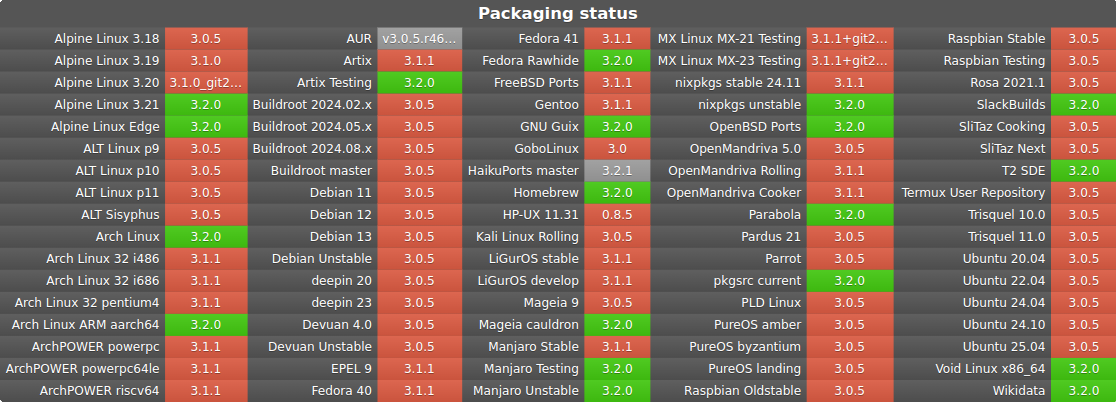 Packaging status
Alpine Linux 3.18 3.0.5 AUR v3.0.5.r46... Fedora 41 3.1.1 MX Linux MX-21 Testing 3.1.1+git2... Raspbian Stable 3.0.5
Alpine Linux 3.19 3.1.0 Artix 3.1.1 Fedora Rawhide 3.2.0 MX Linux MX-23 Testing 3.1.1+git2... Raspbian Testing 3.0.5
Alpine Linux 3.20 3.1.0_git2... Artix Testing 3.2.0 FreeBSD Ports 3.1.1 nixpkgs stable 24.11 3.1.1 Rosa 2021.1 3.0.5
Alpine Linux 3.21 3.2.0 Buildroot 2024.02.x 3.0.5 Gentoo 3.1.1 nixpkgs unstable 3.2.0 SlackBuilds 3.2.0
Alpine Linux Edge 3.2.0 Buildroot 2024.05.x 3.0.5 GNU Guix 3.2.0 OpenBSD Ports 3.2.0 SliTaz Cooking 3.0.5
ALT Linux p9 3.0.5 Buildroot 2024.08.x 3.0.5 GoboLinux 3.0 OpenMandriva 5.0 3.0.5 SliTaz Next 3.0.5
ALT Linux p10 3.0.5 Buildroot master 3.0.5 HaikuPorts master 3.2.1 OpenMandriva Rolling 3.1.1 T2 SDE 3.2.0
ALT Linux p11 3.0.5 Debian 11 3.0.5 Homebrew 3.2.0 OpenMandriva Cooker 3.1.1 Termux User Repository 3.0.5
ALT Sisyphus 3.0.5 Debian 12 3.0.5 HP-UX 11.31 0.8.5 Parabola 3.2.0 Trisquel 10.0 3.0.5
Arch Linux 3.2.0 Debian 13 3.0.5 Kali Linux Rolling 3.0.5 Pardus 21 3.0.5 Trisquel 11.0 3.0.5
Arch Linux 32 i486 3.1.1 Debian Unstable 3.0.5 LiGurOS stable 3.1.1 Parrot 3.0.5 Ubuntu 20.04 3.0.5
Arch Linux 32 i686 3.1.1 deepin 20 3.0.5 LiGurOS develop 3.1.1 pkgsrc current 3.2.0 Ubuntu 22.04 3.0.5
Arch Linux 32 pentium4 3.1.1 deepin 23 3.0.5 Mageia 9 3.0.5 PLD Linux 3.0.5 Ubuntu 24.04 3.0.5
Arch Linux ARM aarch64 3.2.0 Devuan 4.0 3.0.5 Mageia cauldron 3.2.0 PureOS amber 3.0.5 Ubuntu 24.10 3.0.5
ArchPOWER powerpc 3.1.1 Devuan Unstable 3.0.5 Manjaro Stable 3.1.1 PureOS byzantium 3.0.5 Ubuntu 25.04 3.0.5
ArchPOWER powerpc64le 3.1.1 EPEL 9 3.1.1 Manjaro Testing 3.2.0 PureOS landing 3.0.5 Void Linux x86_64 3.2.0
ArchPOWER riscv64 3.1.1 Fedora 40 3.1.1 Manjaro Unstable 3.2.0 Raspbian Oldstable 3.0.5 Wikidata 3.2.0